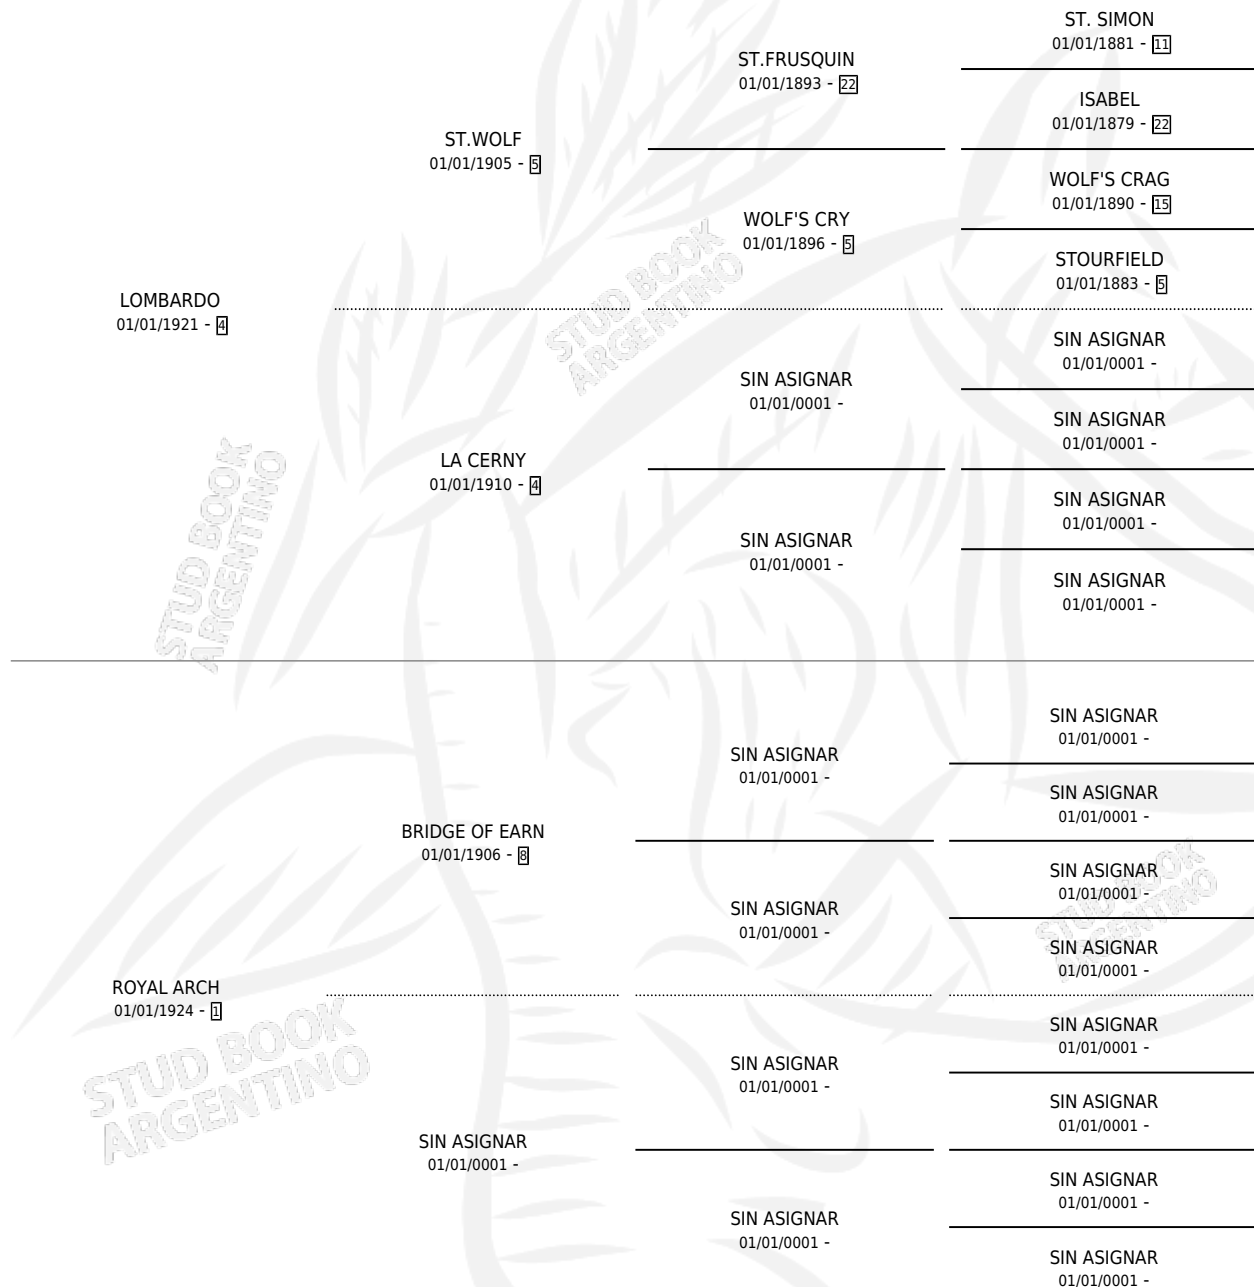 ST. SIMON
01/01/1881 - 11
ST.FRUSQUIN
01/01/1893 - 22
ISABEL
01/01/1879 - 22
ST.WOLF
01/01/1905 - 5
WOLF'S CRAG
01/01/1890 - 15
WOLF'S CRY
01/01/1896 - 5
STOURFIELD
01/01/1883 - 5
LOMBARDO
01/01/1921 - 4
SIN ASIGNAR
01/01/0001 -
SIN ASIGNAR
01/01/0001 -
SIN ASIGNAR
01/01/0001 -
LA CERNY
01/01/1910 - 4
SIN ASIGNAR
01/01/0001 -
SIN ASIGNAR
01/01/0001 -
SIN ASIGNAR
01/01/0001 -
STUD BOOK
ARGENTINO
STUD BOOK
ARGENTINO
SIN ASIGNAR
01/01/0001 -
SIN ASIGNAR
01/01/0001 -
SIN ASIGNAR
01/01/0001 -
BRIDGE OF EARN
01/01/1906 - 8
SIN ASIGNAR
01/01/0001 -
SIN ASIGNAR
01/01/0001 -
SIN ASIGNAR
01/01/0001 -
ROYAL ARCH
01/01/1924 - 1
SIN ASIGNAR
01/01/0001 -
SIN ASIGNAR
01/01/0001 -
SIN ASIGNAR
01/01/0001 -
SIN ASIGNAR
01/01/0001 -
SIN ASIGNAR
01/01/0001 -
SIN ASIGNAR
01/01/0001 -
SIN ASIGNAR
01/01/0001 -
STUD BOOK
ARGENTINO
STUD BOOK
ARGENTINO